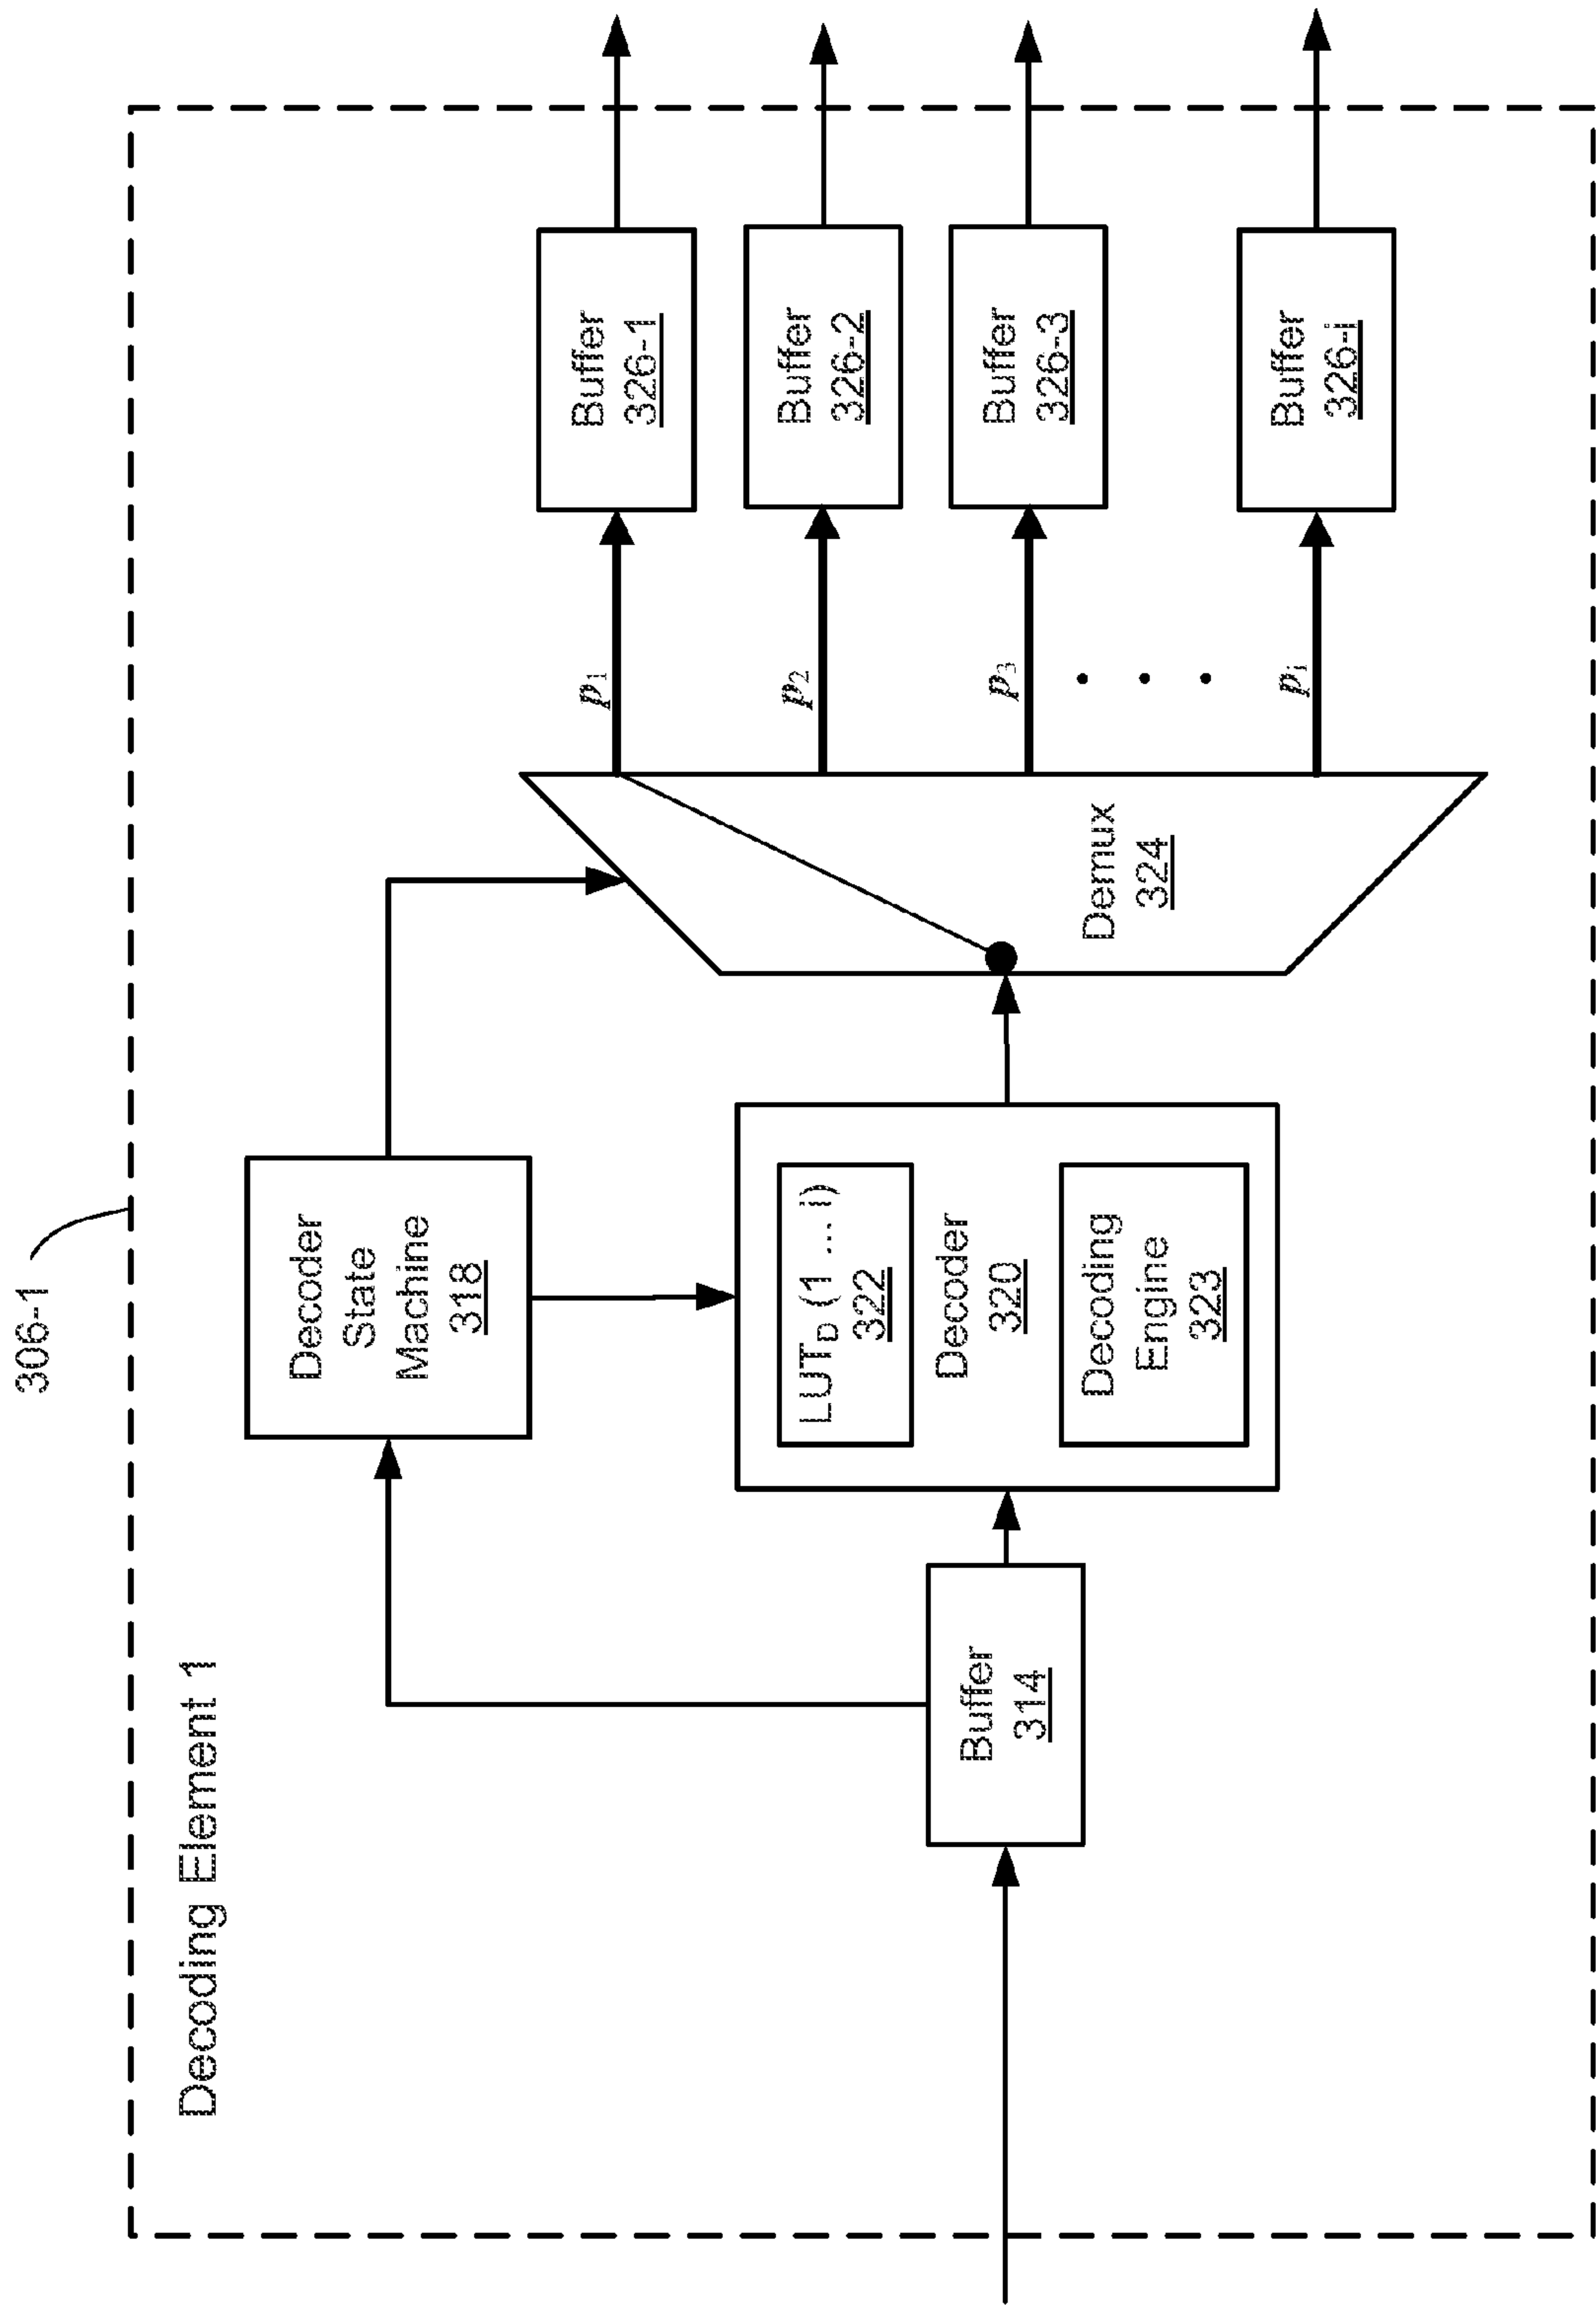 306-1
Decoding Element 1
Decoder
State
Machine
318
Buffer
314
LUT_D (1 ... i)
322
Decoder
320
Decoding
Engine
323
Demux
324
p₁
p₂
p₃
. . .
pᵢ
Buffer
326-1
Buffer
326-2
Buffer
326-3
Buffer
326-i